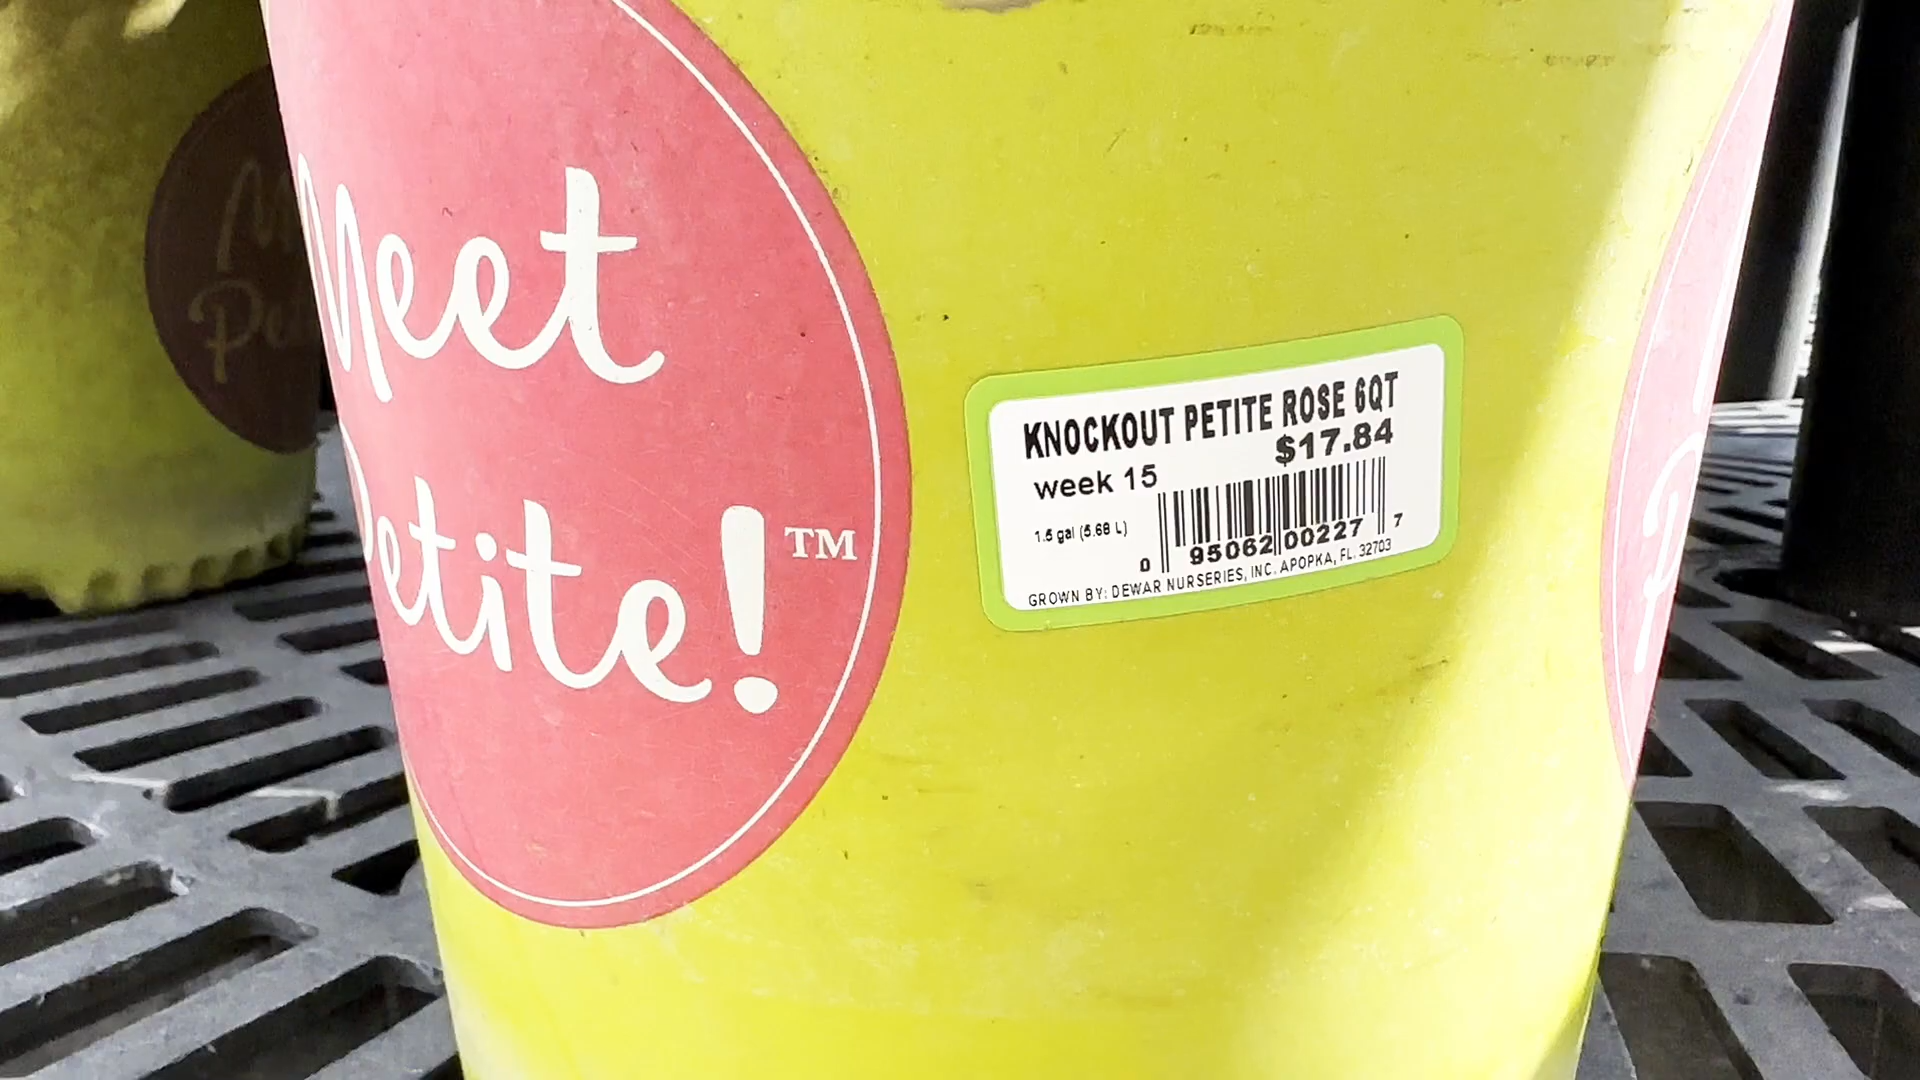 Meet
Petite!™
KNOCKOUT PETITE ROSE 6QT
$17.84
week 15
1.5 gal (5.68 L)
0 95062 00227 7
GROWN BY: DEWAR NURSERIES, INC. APOPKA, FL. 32703